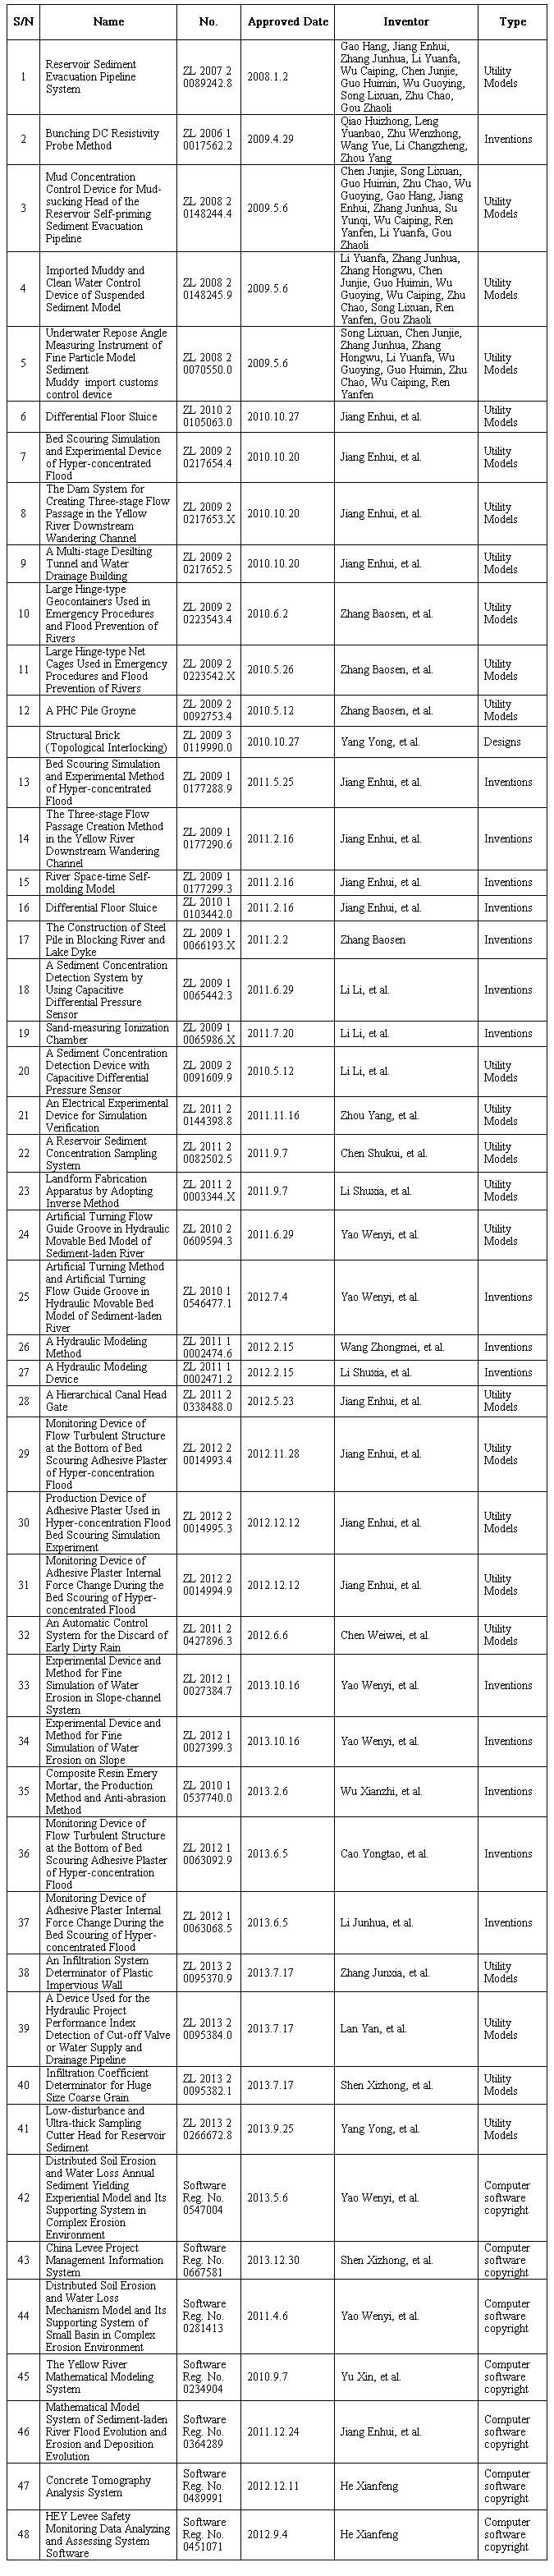 S/N Name No. Approved Date Inventor Type
1 Reservoir Sediment Evacuation Pipeline System ZL 2007 2 0089242.8 2008.1.2 Gao Hang, Jiang Enhui, Zhang Junhua, Li Yuanfa, Wu Caiping, Chen Junjie, Guo Huimin, Wu Guoying, Song Lixuan, Zhu Chao, Gou Zhaoli Utility Models
2 Bunching DC Resistivity Probe Method ZL 2006 1 0017562.2 2009.4.29 Qiao Huizhong, Leng Yuanbao, Zhu Wenzhong, Wang Yue, Li Changzheng, Zhou Yang Inventions
3 Mud Concentration Control Device for Mud-sucking Head of the Reservoir Self-priming Sediment Evacuation Pipeline ZL 2008 2 0148244.4 2009.5.6 Chen Junjie, Song Lixuan, Guo Huimin, Zhu Chao, Wu Guoying, Gao Hang, Jiang Enhui, Zhang Junhua, Su Yunqi, Wu Caiping, Ren Yanfen, Li Yuanfa, Gou Zhaoli Utility Models
4 Imported Muddy and Clean Water Control Device of Suspended Sediment Model ZL 2008 2 0148245.9 2009.5.6 Li Yuanfa, Zhang Junhua, Zhang Hongwu, Chen Junjie, Guo Huimin, Wu Guoying, Wu Caiping, Zhu Chao, Song Lixuan, Ren Yanfen, Gou Zhaoli Utility Models
5 Underwater Repose Angle Measuring Instrument of Fine Particle Model Sediment Muddy import customs control device ZL 2008 2 0070550.0 2009.5.6 Song Lixuan, Chen Junjie, Zhang Junhua, Zhang Hongwu, Li Yuanfa, Wu Guoying, Guo Huimin, Zhu Chao, Wu Caiping, Ren Yanfen Utility Models
6 Differential Floor Sluice ZL 2010 2 0105063.0 2010.10.27 Jiang Enhui, et al. Utility Models
7 Bed Scouring Simulation and Experimental Device of Hyper-concentrated Flood ZL 2009 2 0217654.4 2010.10.20 Jiang Enhui, et al. Utility Models
8 The Dam System for Creating Three-stage Flow Passage in the Yellow River Downstream Wandering Channel ZL 2009 2 0217653.X 2010.10.20 Jiang Enhui, et al. Utility Models
9 A Multi-stage Desilting Tunnel and Water Drainage Building ZL 2009 2 0217652.5 2010.10.20 Jiang Enhui, et al. Utility Models
10 Large Hinge-type Geocontainers Used in Emergency Procedures and Flood Prevention of Rivers ZL 2009 2 0223543.4 2010.6.2 Zhang Baosen, et al. Utility Models
11 Large Hinge-type Net Cages Used in Emergency Procedures and Flood Prevention of Rivers ZL 2009 2 0223542.X 2010.5.26 Zhang Baosen, et al. Utility Models
12 A PHC Pile Groyne ZL 2009 2 0092753.4 2010.5.12 Zhang Baosen, et al. Utility Models
Structural Brick (Topological Interlocking) ZL 2009 3 0119990.0 2010.10.27 Yang Yong, et al. Designs
13 Bed Scouring Simulation and Experimental Method of Hyper-concentrated Flood ZL 2009 1 0177288.9 2011.5.25 Jiang Enhui, et al. Inventions
14 The Three-stage Flow Passage Creation Method in the Yellow River Downstream Wandering Channel ZL 2009 1 0177290.6 2011.2.16 Jiang Enhui, et al. Inventions
15 River Space-time Self-molding Model ZL 2009 1 0177299.3 2011.2.16 Jiang Enhui, et al. Inventions
16 Differential Floor Sluice ZL 2010 1 0103442.0 2011.2.16 Jiang Enhui, et al. Inventions
17 The Construction of Steel Pile in Blocking River and Lake Dyke ZL 2009 1 0066193.X 2011.2.2 Zhang Baosen Inventions
18 A Sediment Concentration Detection System by Using Capacitive Differential Pressure Sensor ZL 2009 1 0065442.3 2011.6.29 Li Li, et al. Inventions
19 Sand-measuring Ionization Chamber ZL 2009 1 0065986.X 2011.7.20 Li Li, et al. Inventions
20 A Sediment Concentration Detection Device with Capacitive Differential Pressure Sensor ZL 2009 2 0091609.9 2010.5.12 Li Li, et al. Utility Models
21 An Electrical Experimental Device for Simulation Verification ZL 2011 2 0144398.8 2011.11.16 Zhou Yang, et al. Utility Models
22 A Reservoir Sediment Concentration Sampling System ZL 2011 2 0082502.5 2011.9.7 Chen Shukui, et al. Utility Models
23 Landform Fabrication Apparatus by Adopting Inverse Method ZL 2011 2 0003344.X 2011.9.7 Li Shuxia, et al. Utility Models
24 Artificial Turning Flow Guide Groove in Hydraulic Movable Bed Model of Sediment-laden River ZL 2010 2 0609594.3 2011.6.29 Yao Wenyi, et al. Utility Models
25 Artificial Turning Method and Artificial Turning Flow Guide Groove in Hydraulic Movable Bed Model of Sediment-laden River ZL 2010 1 0546477.1 2012.7.4 Yao Wenyi, et al. Inventions
26 A Hydraulic Modeling Method ZL 2011 1 0002474.6 2012.2.15 Wang Zhongmei, et al. Inventions
27 A Hydraulic Modeling Device ZL 2011 1 0002471.2 2012.2.15 Li Shuxia, et al. Inventions
28 A Hierarchical Canal Head Gate ZL 2011 2 0338488.0 2012.5.23 Jiang Enhui, et al. Utility Models
29 Monitoring Device of Flow Turbulent Structure at the Bottom of Bed Scouring Adhesive Plaster of Hyper-concentration Flood ZL 2012 2 0014993.4 2012.11.28 Jiang Enhui, et al. Utility Models
30 Production Device of Adhesive Plaster Used in Hyper-concentration Flood Bed Scouring Simulation Experiment ZL 2012 2 0014995.3 2012.12.12 Jiang Enhui, et al. Utility Models
31 Monitoring Device of Adhesive Plaster Internal Force Change During the Bed Scouring of Hyper-concentrated Flood ZL 2012 2 0014994.9 2012.12.12 Jiang Enhui, et al. Utility Models
32 An Automatic Control System for the Discard of Early Dirty Rain ZL 2011 2 0427896.3 2012.6.6 Chen Weiwei, et al. Utility Models
33 Experimental Device and Method for Fine Simulation of Water Erosion in Slope-channel System ZL 2012 1 0027384.7 2013.10.16 Yao Wenyi, et al. Inventions
34 Experimental Device and Method for Fine Simulation of Water Erosion on Slope ZL 2012 1 0027399.3 2013.10.16 Yao Wenyi, et al. Inventions
35 Composite Resin Emery Mortar, the Production Method and Anti-abrasion Method ZL 2010 1 0537740.0 2013.2.6 Wu Xianzhi, et al. Inventions
36 Monitoring Device of Flow Turbulent Structure at the Bottom of Bed Scouring Adhesive Plaster of Hyper-concentration Flood ZL 2012 1 0063092.9 2013.6.5 Cao Yongtao, et al. Inventions
37 Monitoring Device of Adhesive Plaster Internal Force Change During the Bed Scouring of Hyper-concentrated Flood ZL 2012 1 0063068.5 2013.6.5 Li Junhua, et al. Inventions
38 An Infiltration System Determinator of Plastic Impervious Wall ZL 2013 2 0095370.9 2013.7.17 Zhang Junxia, et al. Utility Models
39 A Device Used for the Hydraulic Project Performance Index Detection of Cut-off Valve or Water Supply and Drainage Pipeline ZL 2013 2 0095384.0 2013.7.17 Lan Yan, et al. Utility Models
40 Infiltration Coefficient Determinator for Huge Size Coarse Grain ZL 2013 2 0095382.1 2013.7.17 Shen Xizhong, et al. Utility Models
41 Low-disturbance and Ultra-thick Sampling Cutter Head for Reservoir Sediment ZL 2013 2 0266672.8 2013.9.25 Yang Yong, et al. Utility Models
42 Distributed Soil Erosion and Water Loss Annual Sediment Yielding Experiential Model and Its Supporting System in Complex Erosion Environment Software Reg. No. 0547004 2013.5.6 Yao Wenyi, et al. Computer software copyright
43 China Levee Project Management Information System Software Reg. No. 0667581 2013.12.30 Shen Xizhong, et al. Computer software copyright
44 Distributed Soil Erosion and Water Loss Mechanism Model and Its Supporting System of Small Basin in Complex Erosion Environment Software Reg. No. 0281413 2011.4.6 Yao Wenyi, et al. Computer software copyright
45 The Yellow River Mathematical Modeling System Software Reg. No. 0234904 2010.9.7 Yu Xin, et al. Computer software copyright
46 Mathematical Model System of Sediment-laden River Flood Evolution and Erosion and Deposition Evolution Software Reg. No. 0364289 2011.12.24 Jiang Enhui, et al. Computer software copyright
47 Concrete Tomography Analysis System Software Reg. No. 0489991 2012.12.11 He Xianfeng Computer software copyright
48 HEY Levee Safety Monitoring Data Analyzing and Assessing System Software Software Reg. No. 0451071 2012.9.4 He Xianfeng Computer software copyright